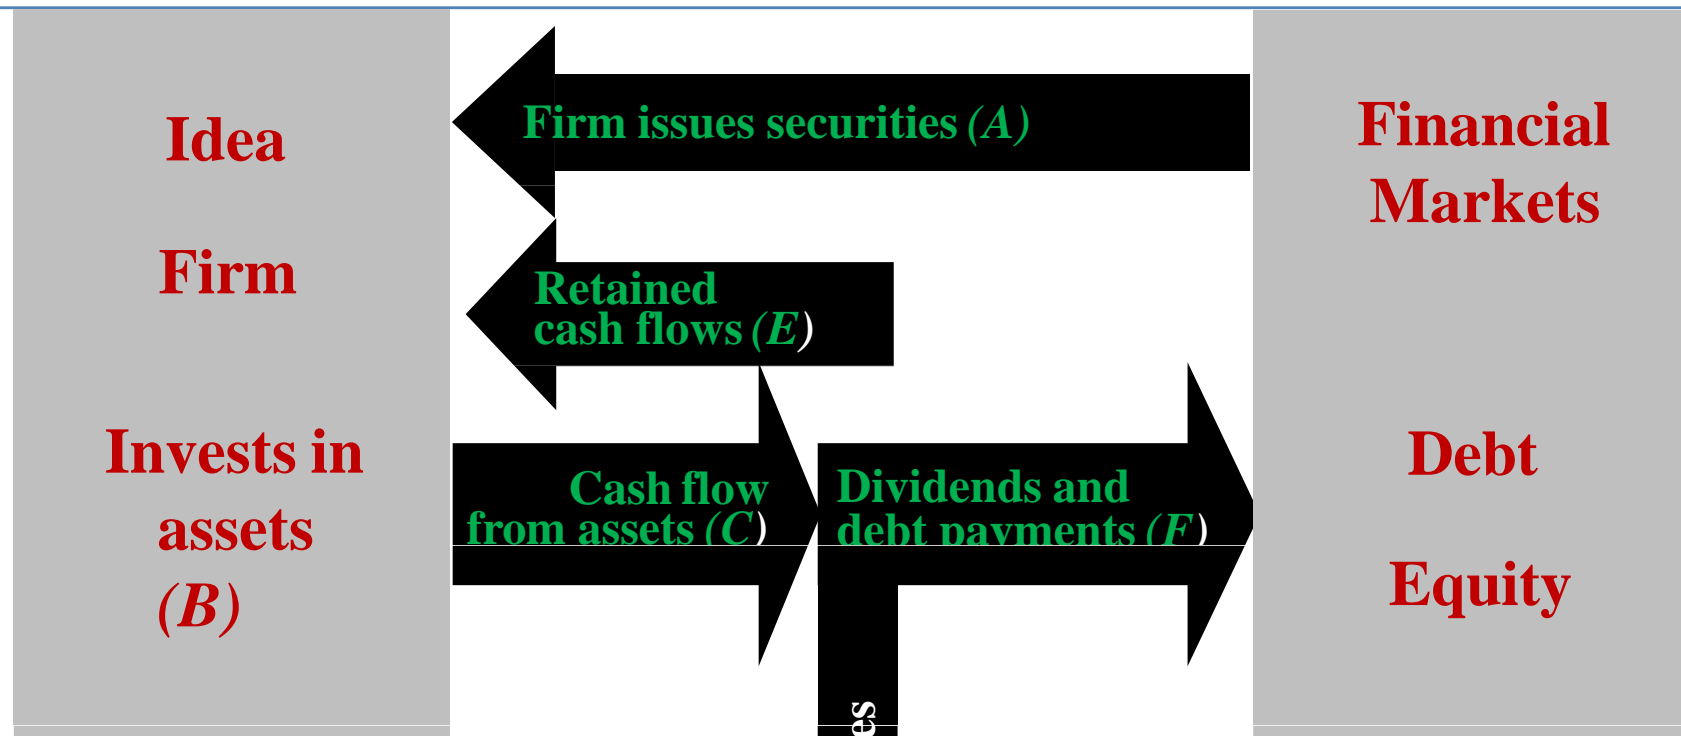 Idea
Firm
Invests in
assets
(B)
Firm issues securities (A)
Retained
cash flows (E)
Cash flow
from assets (C)
Dividends and
debt payments (F)
Financial
Markets
Debt
Equity